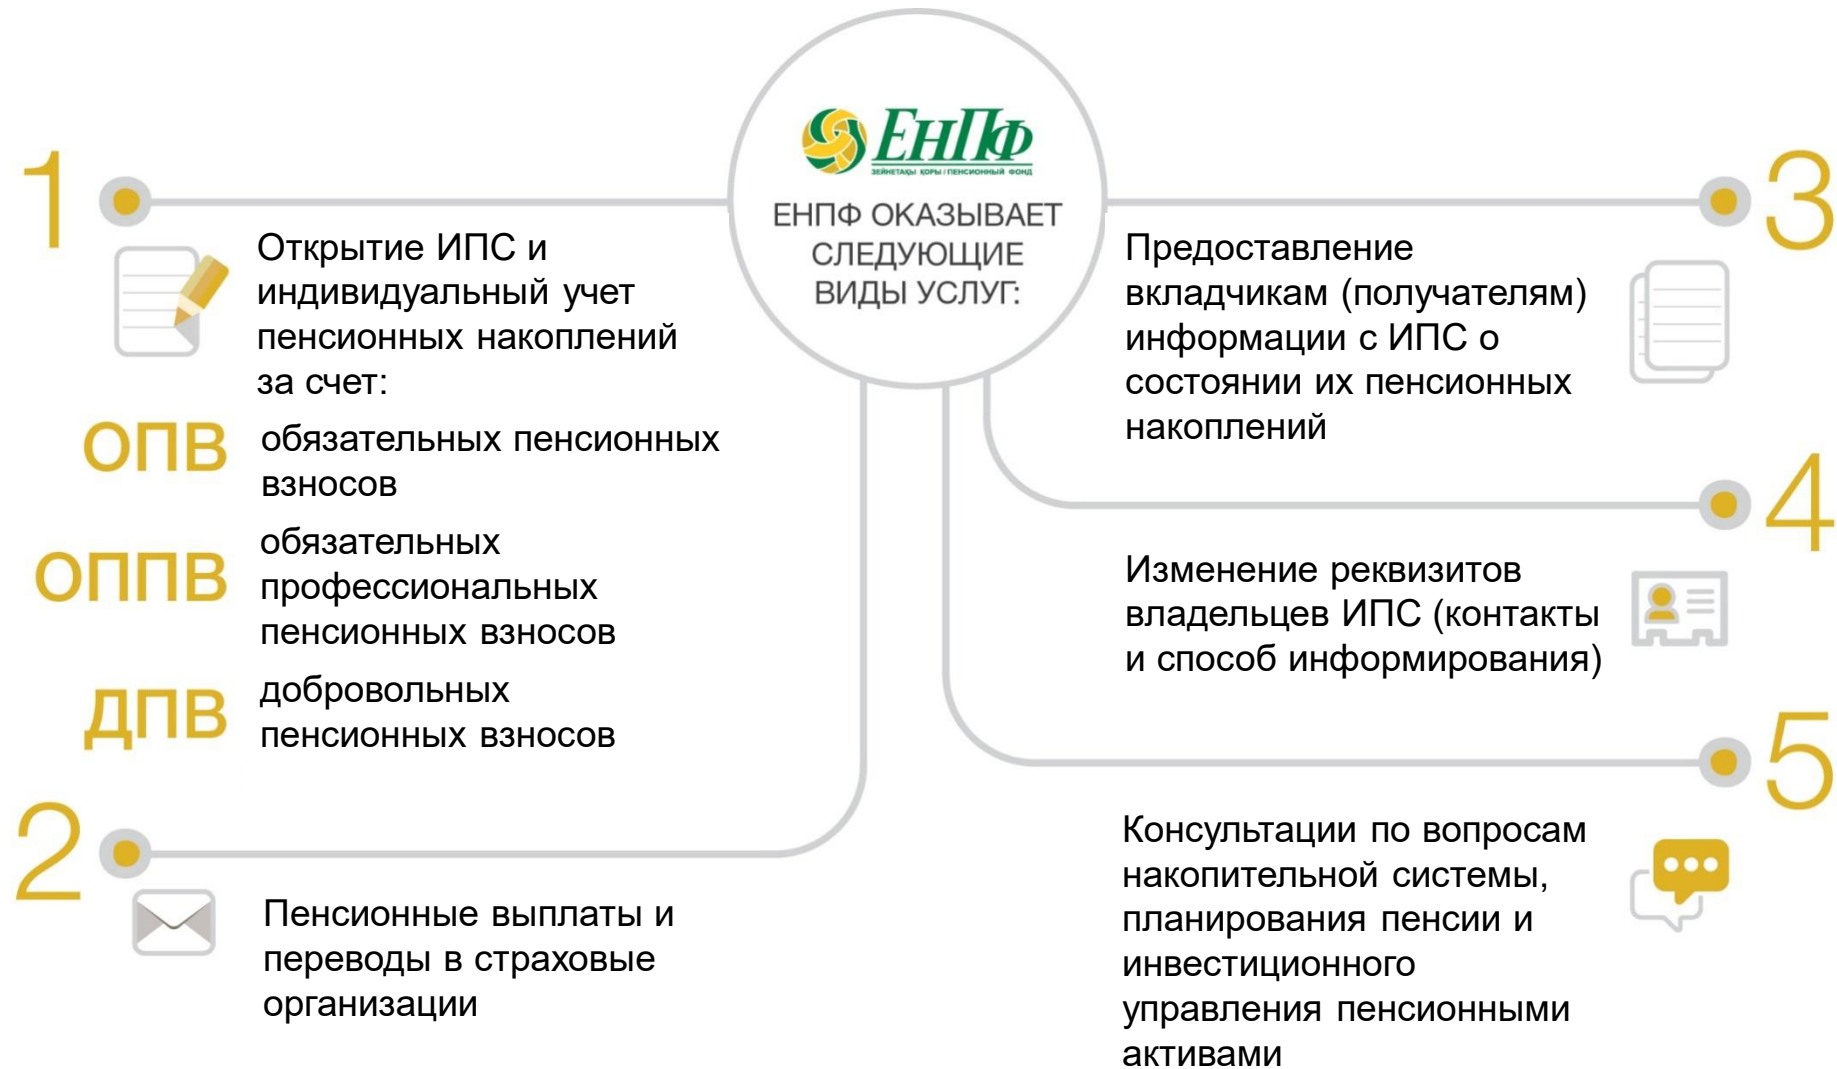 ЕНПФ
ЗЕЙНЕТАҚЫ ҚОРЫ / ПЕНСИОННЫЙ ФОНД
ЕНПФ ОКАЗЫВАЕТ
СЛЕДУЮЩИЕ
ВИДЫ УСЛУГ:
1
Открытие ИПС и
индивидуальный учет
пенсионных накоплений
за счет:
ОПВ
обязательных пенсионных
взносов
ОППВ
обязательных
профессиональных
пенсионных взносов
ДПВ
добровольных
пенсионных взносов
2
Пенсионные выплаты и
переводы в страховые
организации
3
Предоставление
вкладчикам (получателям)
информации с ИПС о
состоянии их пенсионных
накоплений
4
Изменение реквизитов
владельцев ИПС (контакты
и способ информирования)
5
Консультации по вопросам
накопительной системы,
планирования пенсии и
инвестиционного
управления пенсионными
активами